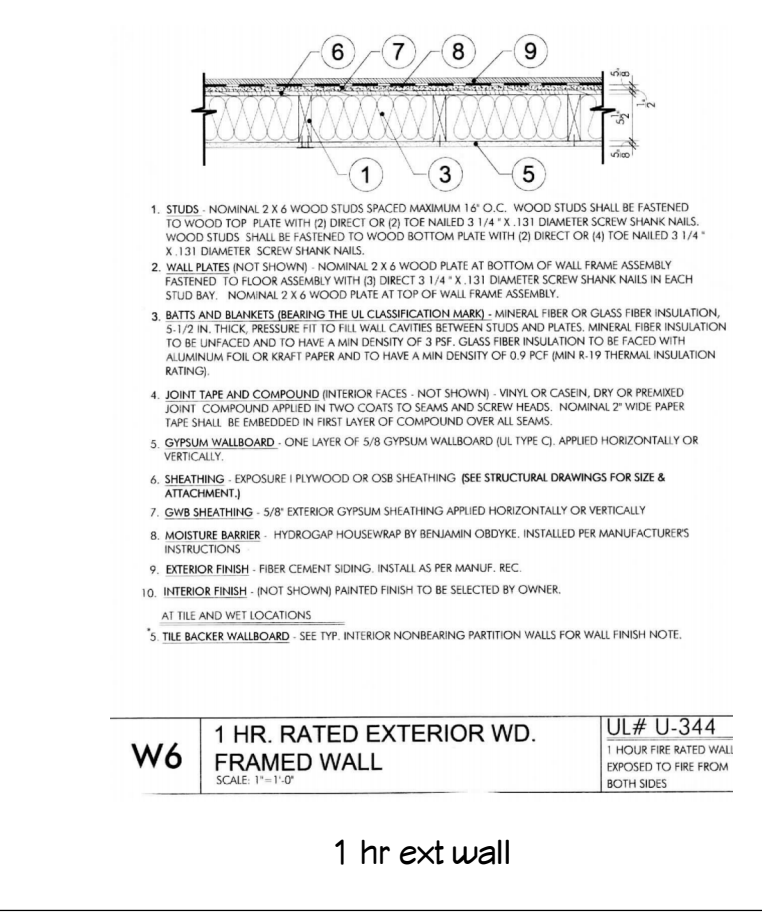 6 7 8 9
5/8"
1/2"
5 1/2"
5/8"
1 3 5
1. STUDS - NOMINAL 2 X 6 WOOD STUDS SPACED MAXIMUM 16" O.C. WOOD STUDS SHALL BE FASTENED
TO WOOD TOP PLATE WITH (2) DIRECT OR (2) TOE NAILED 3 1/4 " X .131 DIAMETER SCREW SHANK NAILS.
WOOD STUDS SHALL BE FASTENED TO WOOD BOTTOM PLATE WITH (2) DIRECT OR (4) TOE NAILED 3 1/4 "
X .131 DIAMETER SCREW SHANK NAILS.
2. WALL PLATES (NOT SHOWN) - NOMINAL 2 X 6 WOOD PLATE AT BOTTOM OF WALL FRAME ASSEMBLY
FASTENED TO FLOOR ASSEMBLY WITH (3) DIRECT 3 1/4 " X .131 DIAMETER SCREW SHANK NAILS IN EACH
STUD BAY. NOMINAL 2 X 6 WOOD PLATE AT TOP OF WALL FRAME ASSEMBLY.
3. BATTS AND BLANKETS (BEARING THE UL CLASSIFICATION MARK) - MINERAL FIBER OR GLASS FIBER INSULATION,
5-1/2 IN. THICK, PRESSURE FIT TO FILL WALL CAVITIES BETWEEN STUDS AND PLATES. MINERAL FIBER INSULATION
TO BE UNFACED AND TO HAVE A MIN DENSITY OF 3 PSF. GLASS FIBER INSULATION TO BE FACED WITH
ALUMINUM FOIL OR KRAFT PAPER AND TO HAVE A MIN DENSITY OF 0.9 PCF (MIN R-19 THERMAL INSULATION
RATING).
4. JOINT TAPE AND COMPOUND (INTERIOR FACES - NOT SHOWN) - VINYL OR CASEIN, DRY OR PREMIXED
JOINT COMPOUND APPLIED IN TWO COATS TO SEAMS AND SCREW HEADS. NOMINAL 2" WIDE PAPER
TAPE SHALL BE EMBEDDED IN FIRST LAYER OF COMPOUND OVER ALL SEAMS.
5. GYPSUM WALLBOARD - ONE LAYER OF 5/8 GYPSUM WALLBOARD (UL TYPE C). APPLIED HORIZONTALLY OR
VERTICALLY.
6. SHEATHING - EXPOSURE I PLYWOOD OR OSB SHEATHING (SEE STRUCTURAL DRAWINGS FOR SIZE &
ATTACHMENT.)
7. GWB SHEATHING - 5/8" EXTERIOR GYPSUM SHEATHING APPLIED HORIZONTALLY OR VERTICALLY
8. MOISTURE BARRIER - HYDROGAP HOUSEWRAP BY BENJAMIN OBDYKE. INSTALLED PER MANUFACTURER'S
INSTRUCTIONS
9. EXTERIOR FINISH - FIBER CEMENT SIDING. INSTALL AS PER MANUF. REC.
10. INTERIOR FINISH - (NOT SHOWN) PAINTED FINISH TO BE SELECTED BY OWNER.
AT TILE AND WET LOCATIONS
*5. TILE BACKER WALLBOARD - SEE TYP. INTERIOR NONBEARING PARTITION WALLS FOR WALL FINISH NOTE.
W6
1 HR. RATED EXTERIOR WD.
FRAMED WALL
SCALE: 1"=1'-0"
UL# U-344
1 HOUR FIRE RATED WALL
EXPOSED TO FIRE FROM
BOTH SIDES
1 hr ext wall